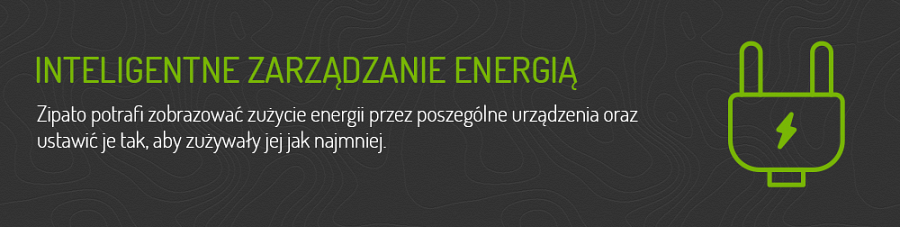 INTELIGENTNE ZARZĄDZANIE ENERGIĄ
Zipato potrafi zobrazować zużycie energii przez poszególne urządzenia oraz
ustawić je tak, aby zużywały jej jak najmniej.